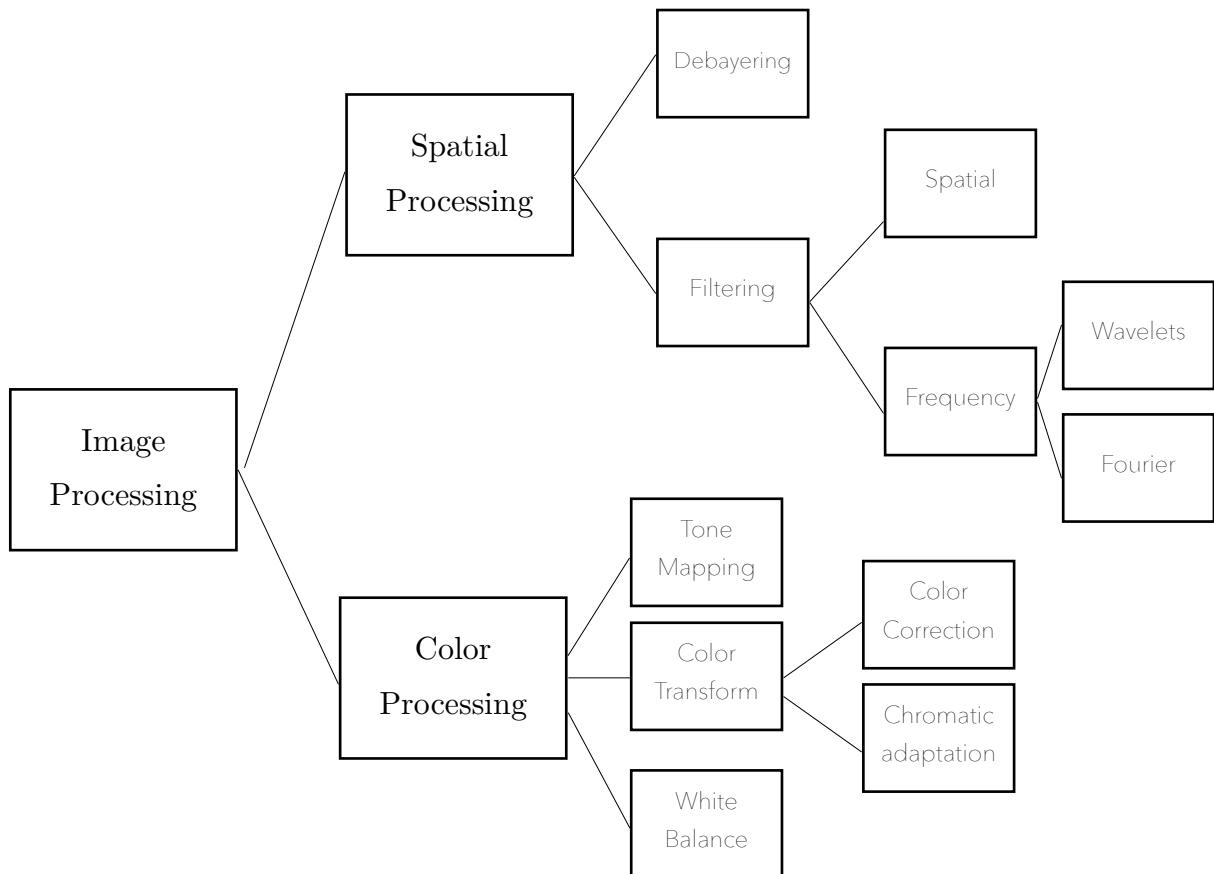 Debayering
Spatial
Processing
Spatial
Filtering
Wavelets
Frequency
Fourier
Image
Processing
Tone
Mapping
Color
Correction
Color
Transform
Color
Processing
Chromatic
adaptation
White
Balance